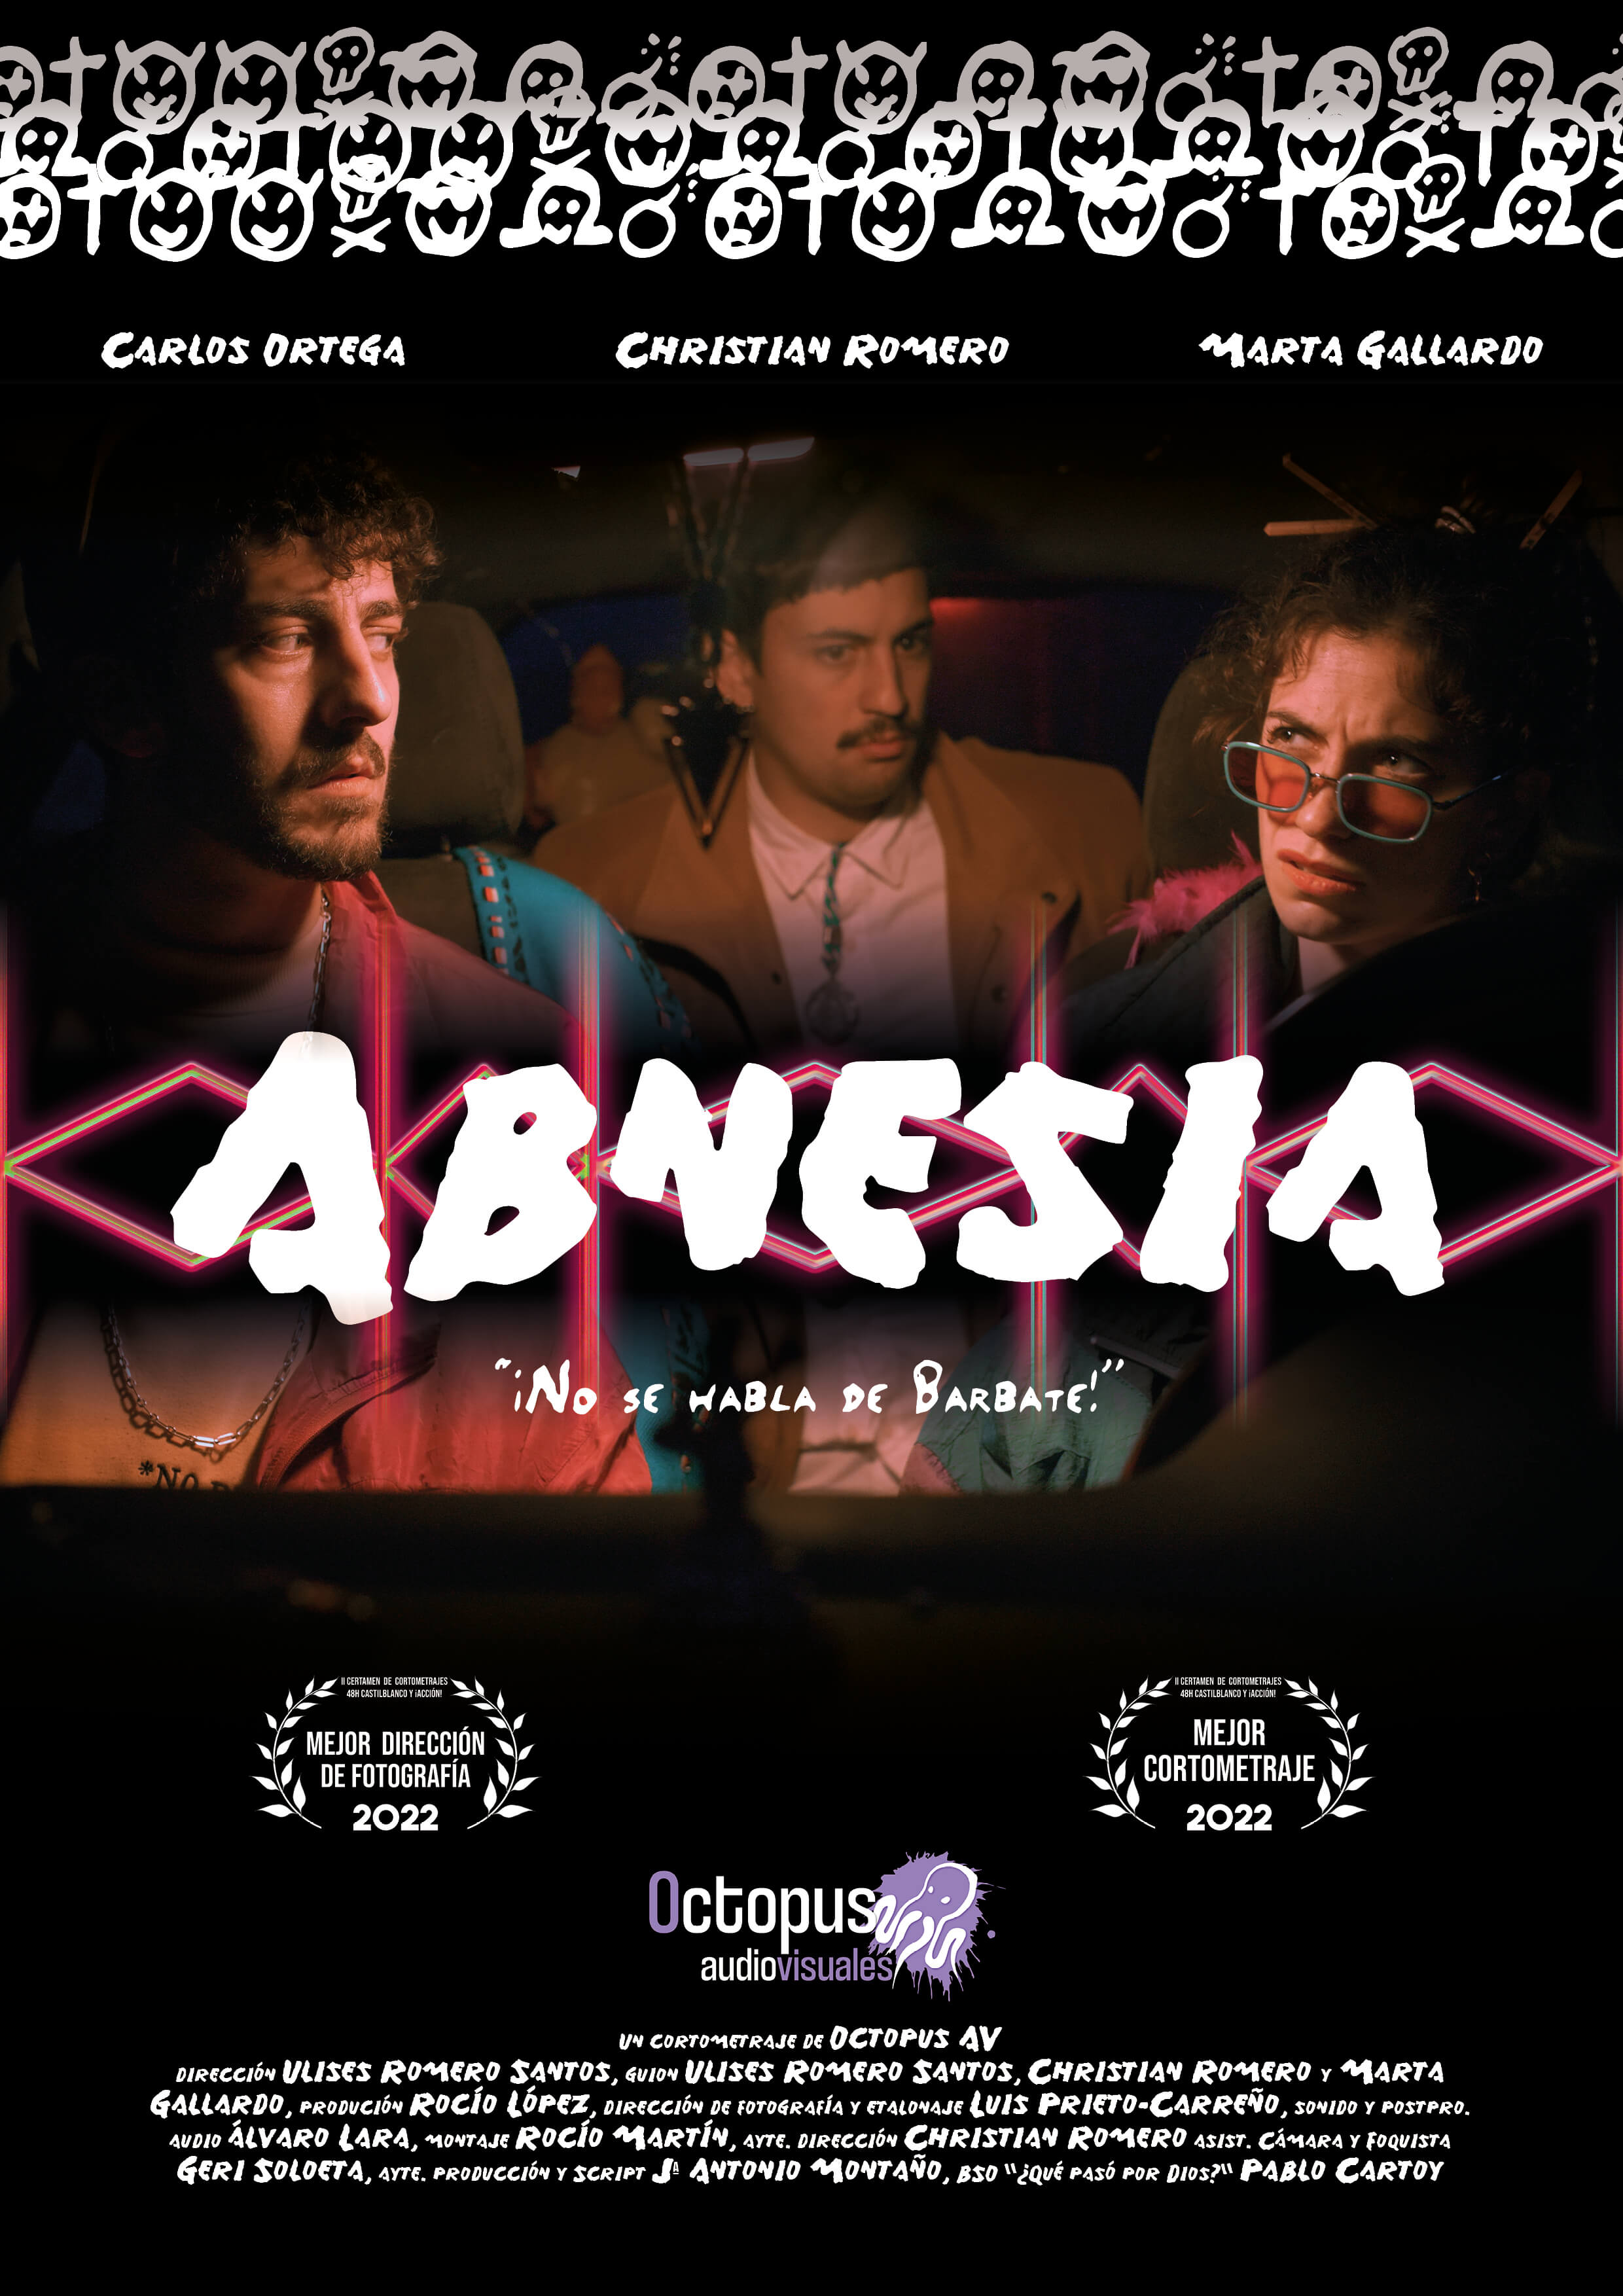 CARLOS ORTEGA CHRISTIAN ROMERO MARTA GALLARDO
ABNESIA
"¡NO SE HABLA DE BARBATE!"
*NO
II CERTAMEN DE CORTOMETRAJES
48H CASTILBLANCO Y ¡ACCIÓN!
MEJOR DIRECCIÓN
DE FOTOGRAFÍA
2022
II CERTAMEN DE CORTOMETRAJES
48H CASTILBLANCO Y ¡ACCIÓN!
MEJOR
CORTOMETRAJE
2022
Octopus
audiovisuales
UN CORTOMETRAJE DE OCTOPUS AV
DIRECCIÓN ULISES ROMERO SANTOS, GUION ULISES ROMERO SANTOS, CHRISTIAN ROMERO Y MARTA
GALLARDO, PRODUCIÓN ROCÍO LÓPEZ, DIRECCIÓN DE FOTOGRAFÍA Y ETALONAJE LUIS PRIETO-CARREÑO, SONIDO Y POSTPRO.
AUDIO ÁLVARO LARA, MONTAJE ROCÍO MARTÍN, AYTE. DIRECCIÓN CHRISTIAN ROMERO ASIST. CÁMARA Y FOQUISTA
GERI SOLOETA, AYTE. PRODUCCIÓN Y SCRIPT Jª ANTONIO MONTAÑO, BSO "¿QUÉ PASÓ POR DIOS?" PABLO CARTOY